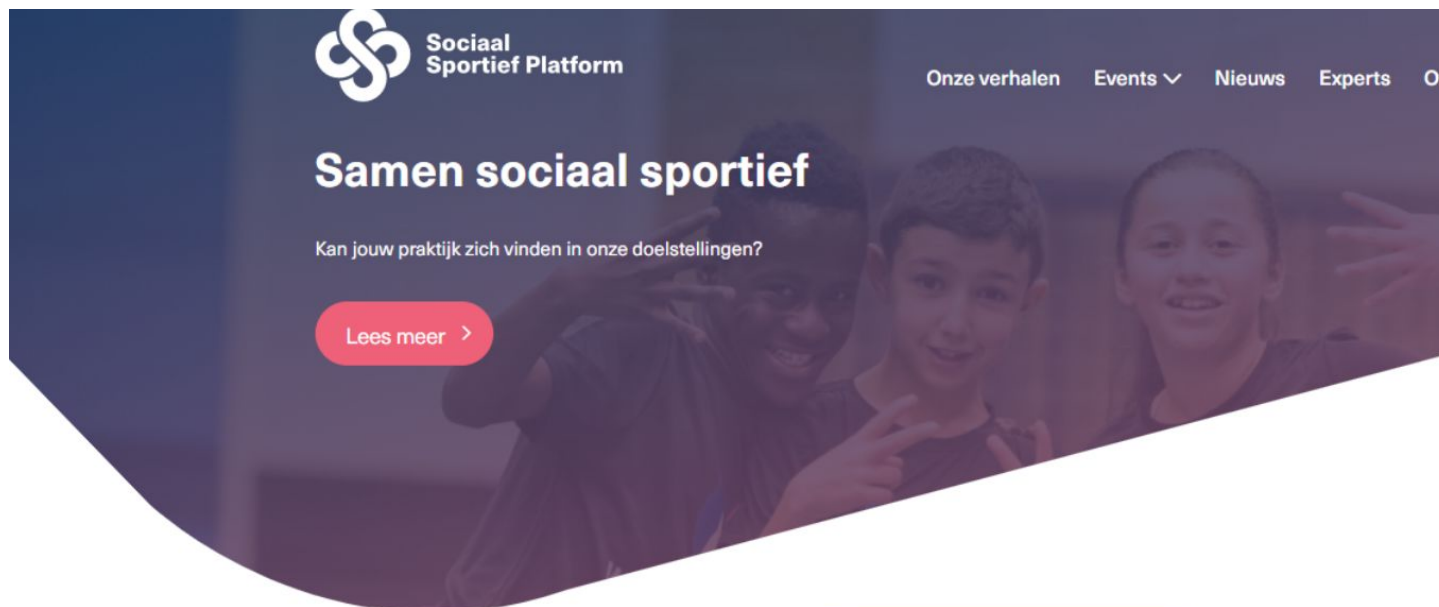 Sociaal
Sportief Platform
Onze verhalen Events Nieuws Experts O
Samen sociaal sportief
Kan jouw praktijk zich vinden in onze doelstellingen?
Lees meer